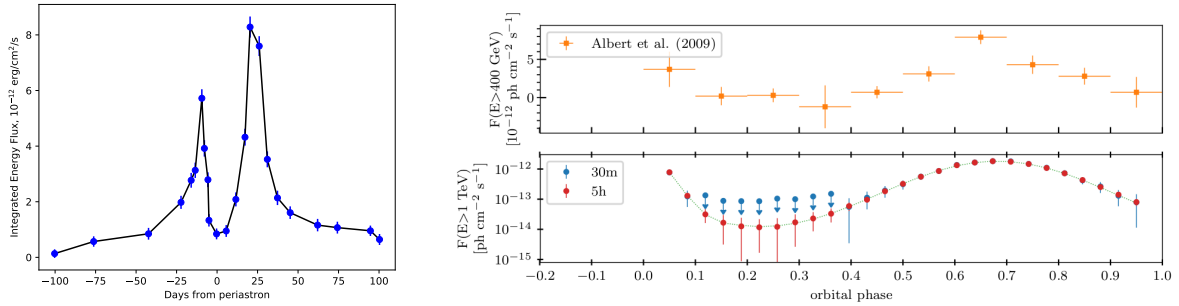 Integrated Energy Flux, 10⁻¹² erg/cm²/s
8
6
4
2
0
−100 −75 −50 −25 0 25 50 75 100
Days from periastron
F(E>400 GeV)
[10⁻¹² ph cm⁻² s⁻¹]
5
0
Albert et al. (2009)
F(E>1 TeV)
[ph cm⁻² s⁻¹]
10⁻¹²
10⁻¹³
10⁻¹⁴
10⁻¹⁵
30m
5h
−0.2 −0.1 0.0 0.1 0.2 0.3 0.4 0.5 0.6 0.7 0.8 0.9 1.0
orbital phase